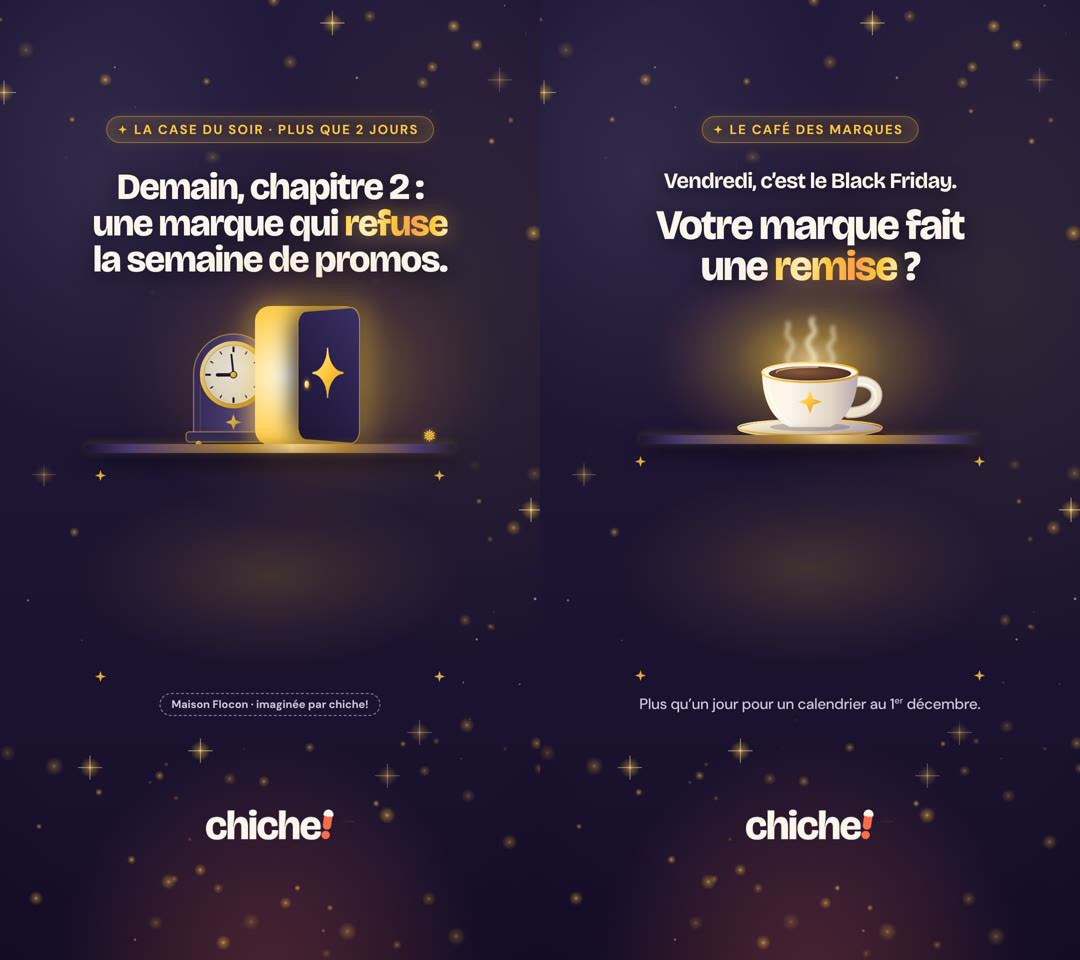 LA CASE DU SOIR · PLUS QUE 2 JOURS
Demain, chapitre 2 :
une marque qui refuse
la semaine de promos.
Maison Flocon · imaginée par chiche!
chiche!
LE CAFÉ DES MARQUES
Vendredi, c'est le Black Friday.
Votre marque fait
une remise ?
Plus qu'un jour pour un calendrier au 1er décembre.
chiche!